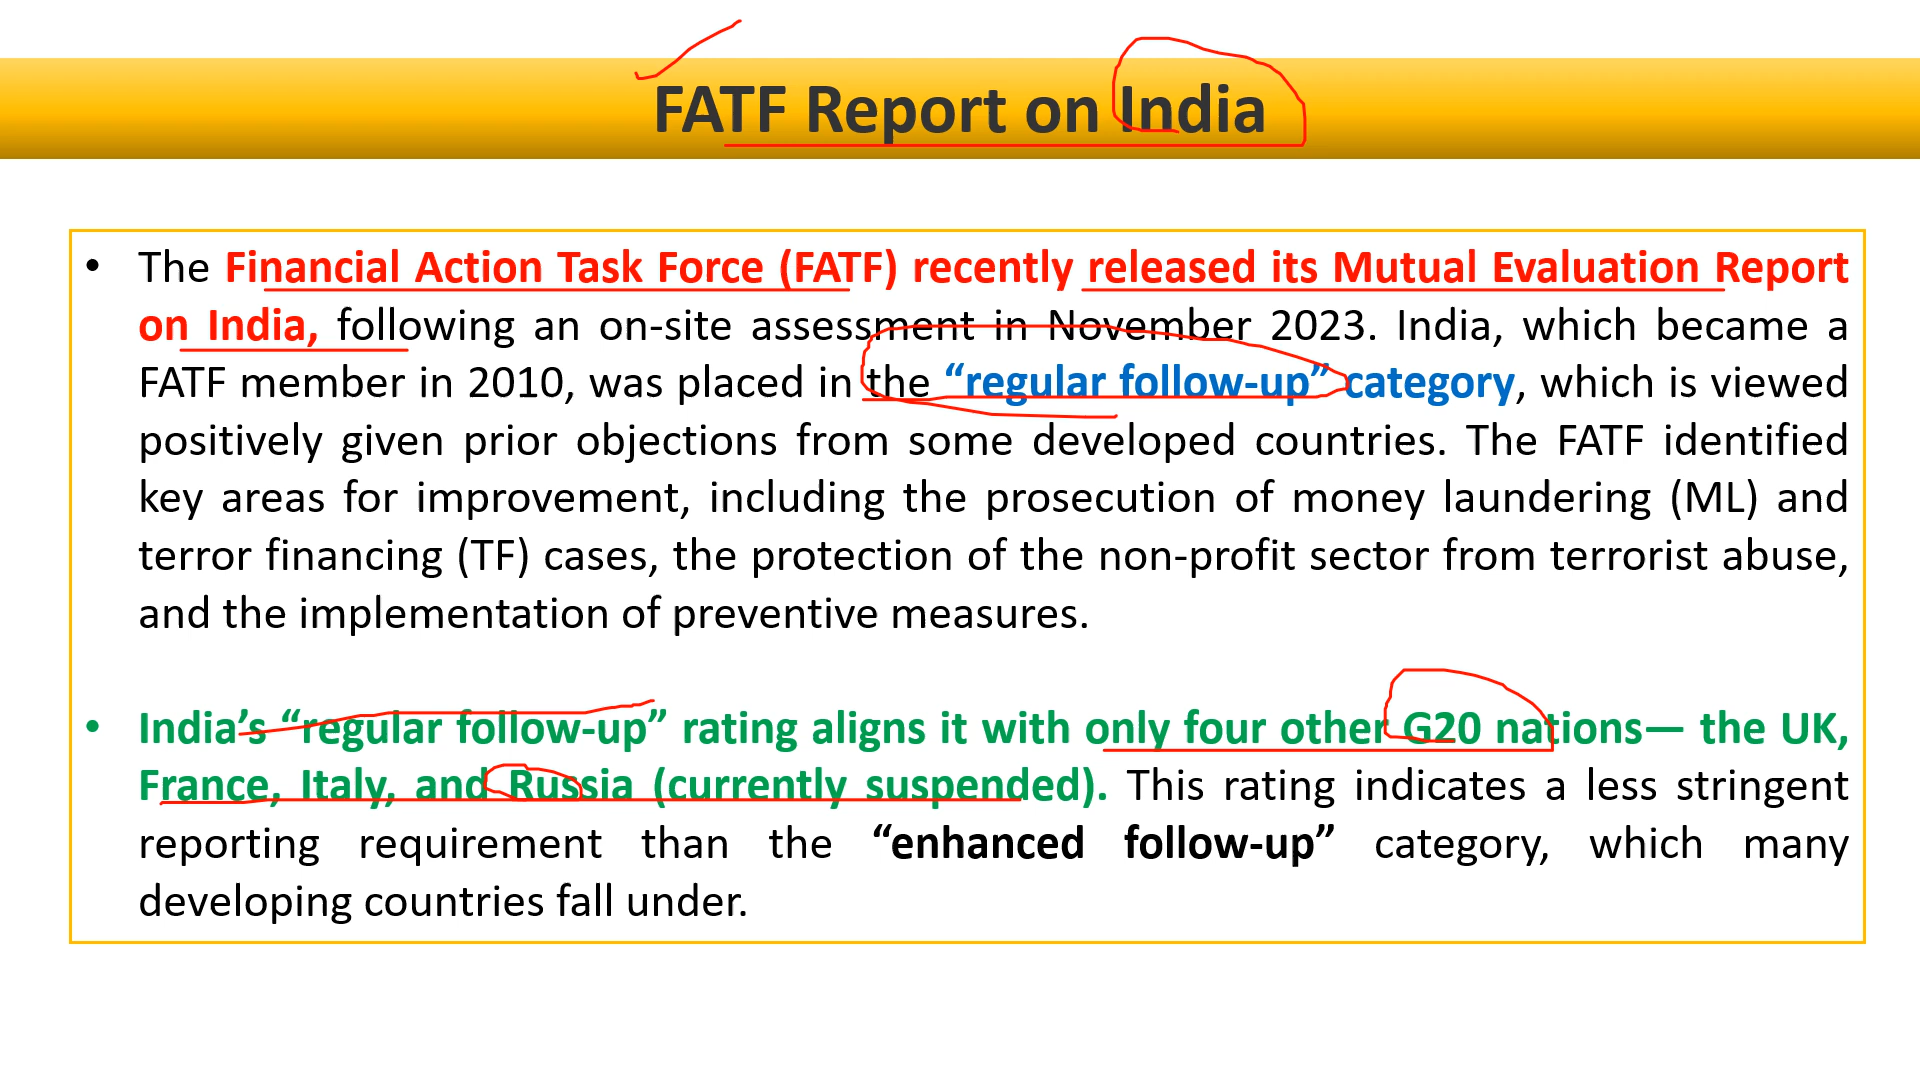 FATF Report on India
• The Financial Action Task Force (FATF) recently released its Mutual Evaluation Report
on India, following an on-site assessment in November 2023. India, which became a
FATF member in 2010, was placed in the “regular follow-up” category, which is viewed
positively given prior objections from some developed countries. The FATF identified
key areas for improvement, including the prosecution of money laundering (ML) and
terror financing (TF) cases, the protection of the non-profit sector from terrorist abuse,
and the implementation of preventive measures.
• India’s “regular follow-up” rating aligns it with only four other G20 nations— the UK,
France, Italy, and Russia (currently suspended). This rating indicates a less stringent
reporting requirement than the “enhanced follow-up” category, which many
developing countries fall under.